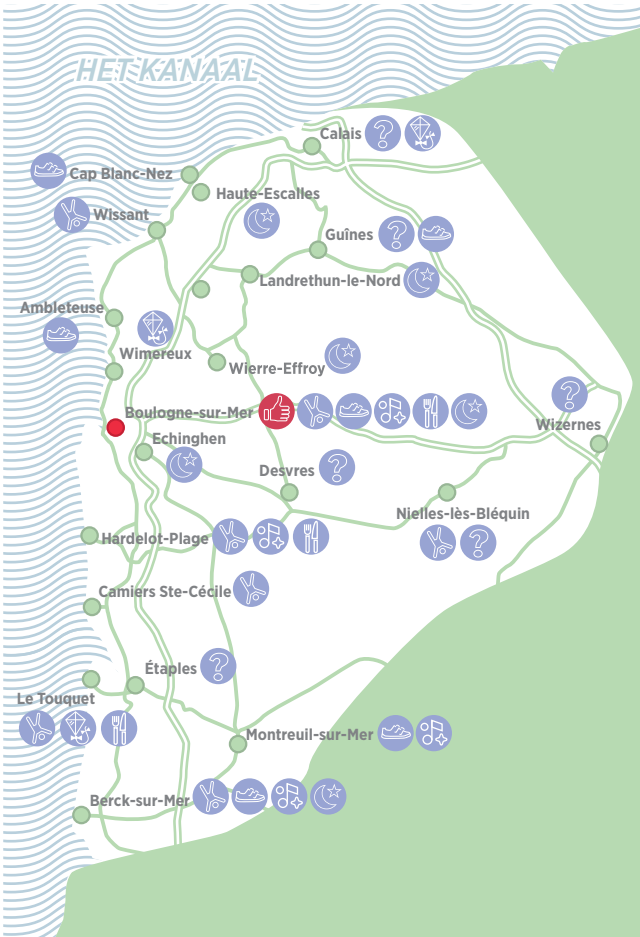 HET KANAAL
Calais
Cap Blanc-Nez
Haute-Escalles
Wissant
Guînes
Landrethun-le-Nord
Ambleteuse
Wimereux
Wierre-Effroy
Boulogne-sur-Mer
Wizernes
Echinghen
Desvres
Nielles-lès-Bléquin
Hardelot-Plage
Camiers Ste-Cécile
Étaples
Le Touquet
Montreuil-sur-Mer
Berck-sur-Mer